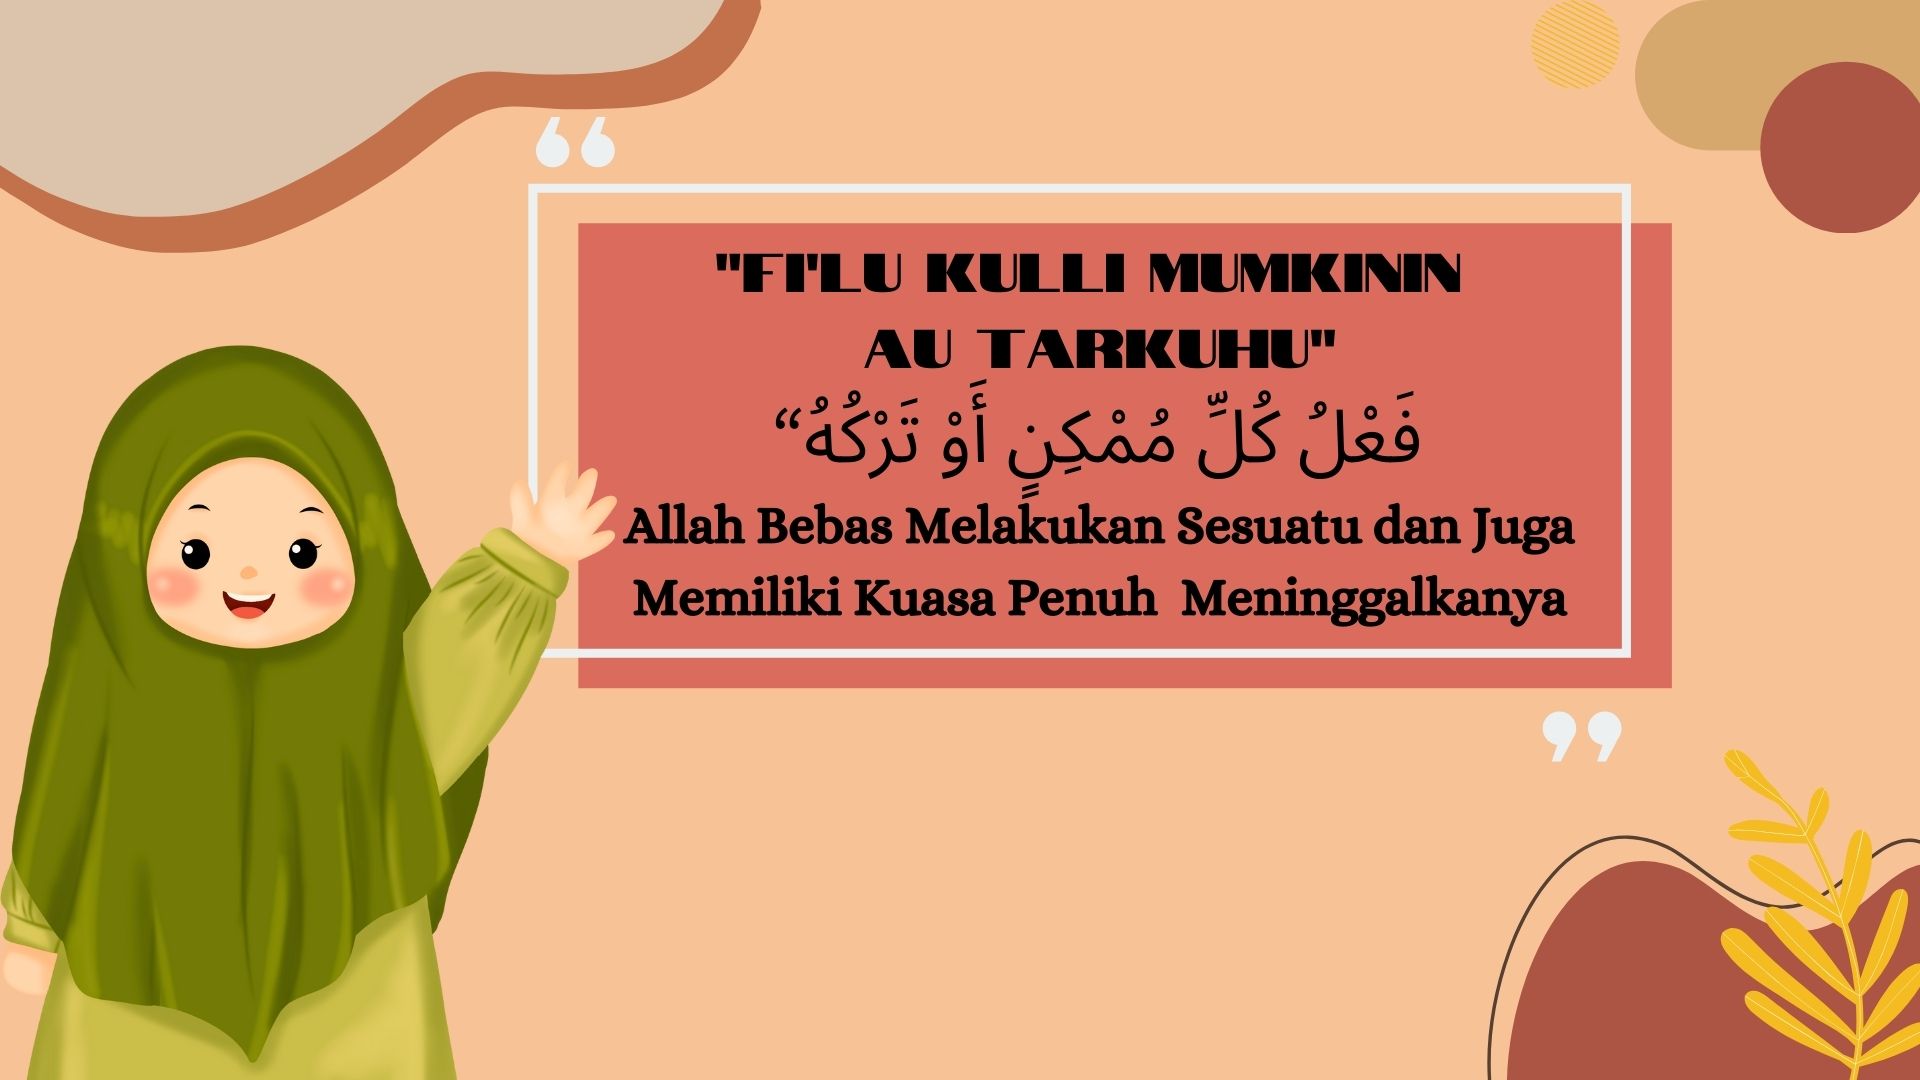 "FI'LU KULLI MUMKININ
AU TARKUHU"
فَعْلُ كُلِّ مُمْكِنٍ أَوْ تَرْكُهُ“
Allah Bebas Melakukan Sesuatu dan Juga
Memiliki Kuasa Penuh Meninggalkanya